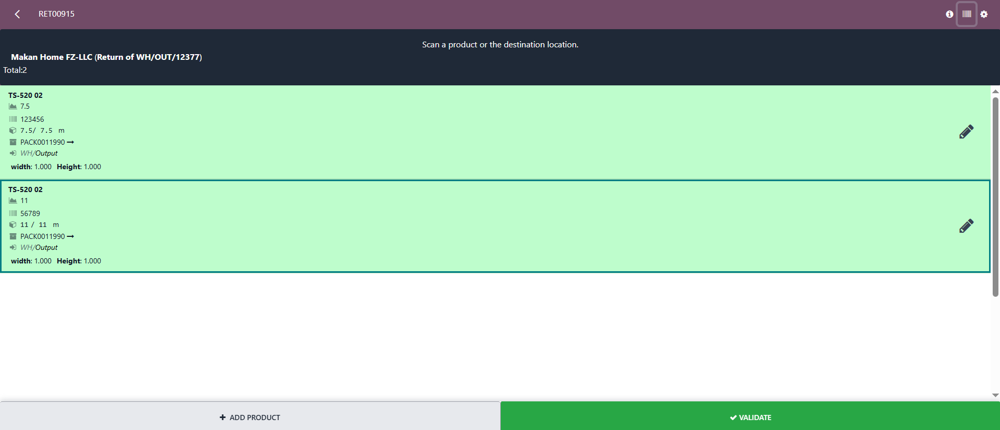 RET00915
Scan a product or the destination location.
Makan Home FZ-LLC (Return of WH/OUT/12377)
Total:2
TS-520 02
7.5
123456
7.5/ 7.5 m
PACK0011990
WH/Output
width: 1.000 Height: 1.000
TS-520 02
11
56789
11 / 11 m
PACK0011990
WH/Output
width: 1.000 Height: 1.000
ADD PRODUCT
VALIDATE